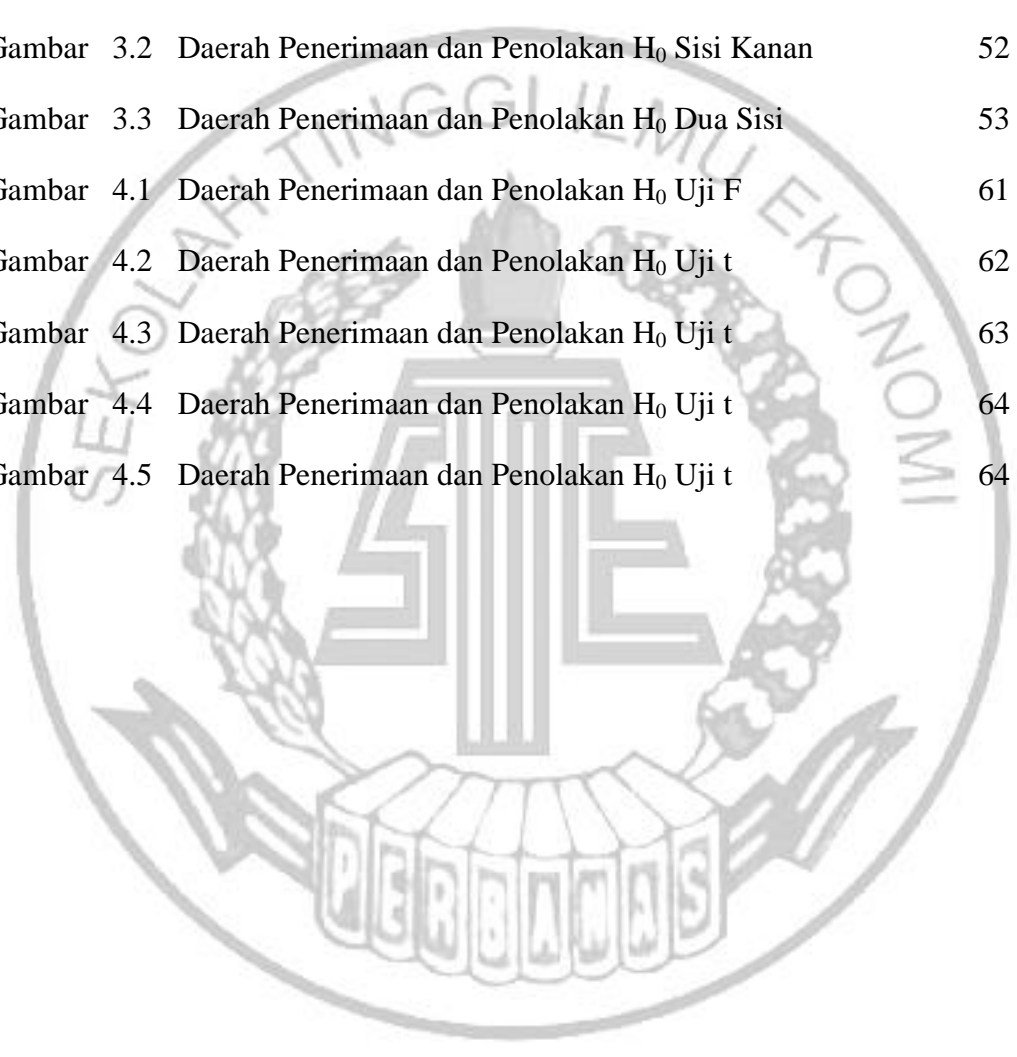 Gambar 3.2 Daerah Penerimaan dan Penolakan H₀ Sisi Kanan 52
Gambar 3.3 Daerah Penerimaan dan Penolakan H₀ Dua Sisi 53
Gambar 4.1 Daerah Penerimaan dan Penolakan H₀ Uji F 61
Gambar 4.2 Daerah Penerimaan dan Penolakan H₀ Uji t 62
Gambar 4.3 Daerah Penerimaan dan Penolakan H₀ Uji t 63
Gambar 4.4 Daerah Penerimaan dan Penolakan H₀ Uji t 64
Gambar 4.5 Daerah Penerimaan dan Penolakan H₀ Uji t 64
SEKOLAH TINGGI ILMU EKONOMI
STIE
PERBANAS